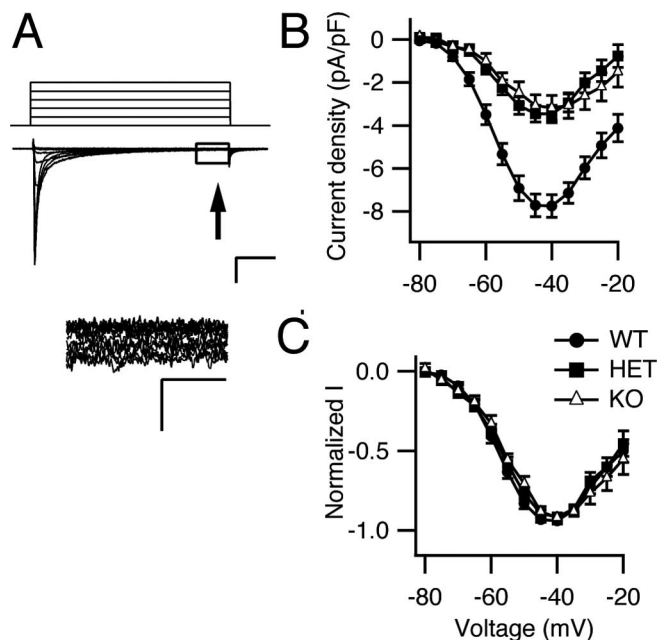 A
B
Current density (pA/pF)
0
-2
-4
-6
-8
-80 -60 -40 -20
C
WT
HET
KO
Normalized I
0.0
-0.5
-1.0
-80 -60 -40 -20
Voltage (mV)